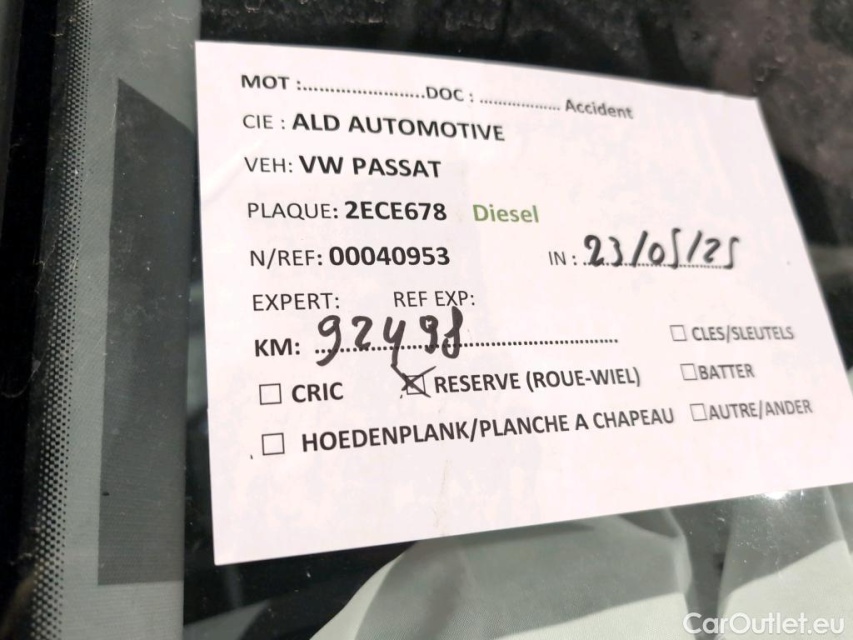 MOT :........................DOC : ................ Accident
CIE : ALD AUTOMOTIVE
VEH: VW PASSAT
PLAQUE: 2ECE678 Diesel
N/REF: 00040953 IN : 23/05/25
EXPERT: REF EXP:
KM: 92498
☐ CLES/SLEUTELS
☐ CRIC ☒ RESERVE (ROUE-WIEL) ☐BATTER
☐ HOEDENPLANK/PLANCHE A CHAPEAU ☐AUTRE/ANDER
CarOutlet.eu